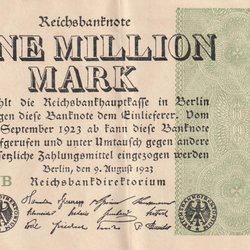 Reichsbanknote
NE MILLION
MARK
hlt die Reichsbankhauptkasse in Berlin
gen diese Banknote dem Einlieferer. Vom
September 1923 ab kann diese Banknote
ufgerufen und unter Umtausch gegen andere
setzliche Zahlungsmittel eingezogen werden
Berlin, den 9. August 1923
B
Reichsbankdirektorium